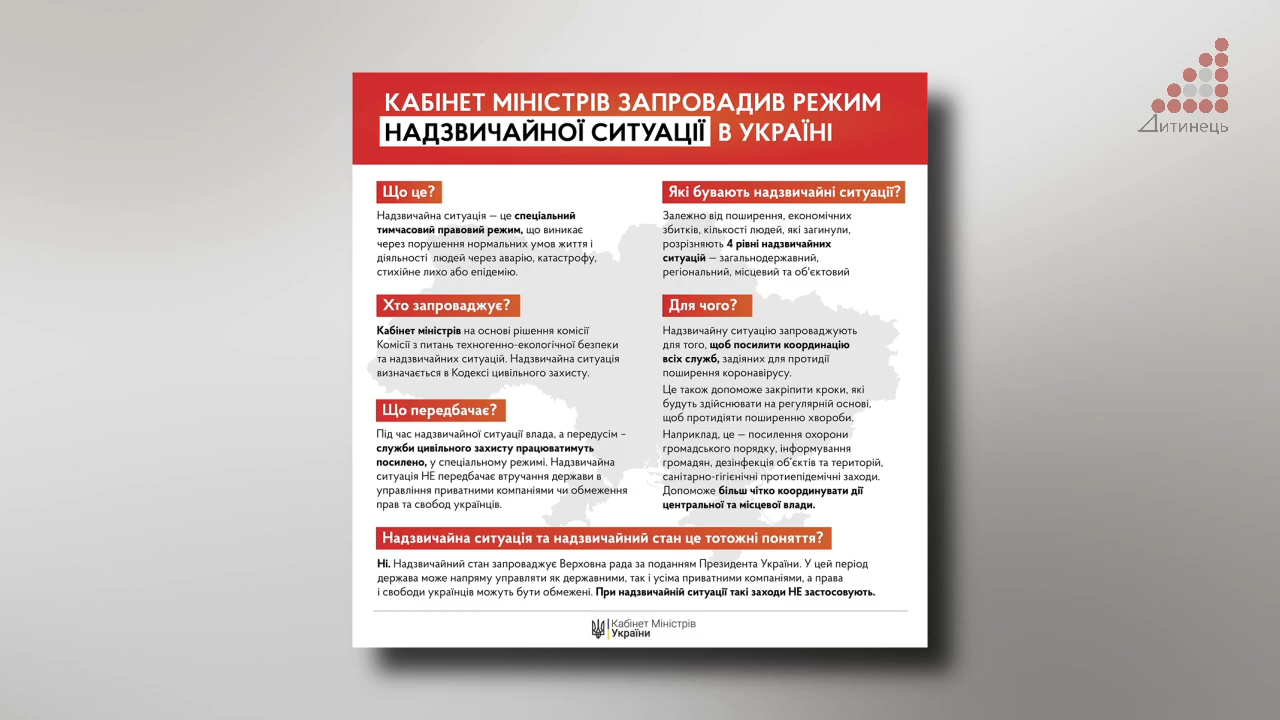 КАБІНЕТ МІНІСТРІВ ЗАПРОВАДИВ РЕЖИМ
НАДЗВИЧАЙНОЇ СИТУАЦІЇ В УКРАЇНІ
Що це?
Надзвичайна ситуація — це спеціальний
тимчасовий правовий режим, що виникає
через порушення нормальних умов життя і
діяльності людей через аварію, катастрофу,
стихійне лихо або епідемію.
Хто запроваджує?
Кабінет міністрів на основі рішення комісії
Комісії з питань техногенно-екологічної безпеки
та надзвичайних ситуацій. Надзвичайна ситуація
визначається в Кодексі цивільного захисту.
Що передбачає?
Під час надзвичайної ситуації влада, а передусім –
служби цивільного захисту працюватимуть
посилено, у спеціальному режимі. Надзвичайна
ситуація НЕ передбачає втручання держави в
управління приватними компаніями чи обмеження
прав та свобод українців.
Які бувають надзвичайні ситуації?
Залежно від поширення, економічних
збитків, кількості людей, які загинули,
розрізняють 4 рівні надзвичайних
ситуацій — загальнодержавний,
регіональний, місцевий та об'єктовий
Для чого?
Надзвичайну ситуацію запроваджують
для того, щоб посилити координацію
всіх служб, задіяних для протидії
поширення коронавірусу.
Це також допоможе закріпити кроки, які
будуть здійснювати на регулярній основі,
щоб протидіяти поширенню хвороби.
Наприклад, це — посилення охорони
громадського порядку, інформування
громадян, дезінфекція об'єктів та територій,
санітарно-гігієнічні протиепідемічні заходи.
Допоможе більш чітко координувати дії
центральної та місцевої влади.
Надзвичайна ситуація та надзвичайний стан це тотожні поняття?
Ні. Надзвичайний стан запроваджує Верховна рада за поданням Президента України. У цей період
держава може напряму управляти як державними, так і усіма приватними компаніями, а права
і свободи українців можуть бути обмежені. При надзвичайній ситуації такі заходи НЕ застосовують.
Кабінет Міністрів
України
Дитинець